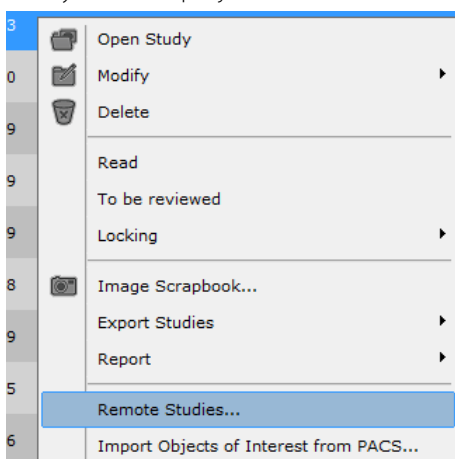 3
Open Study
0
Modify
Delete
9
Read
9
To be reviewed
9
Locking
8
Image Scrapbook...
Export Studies
9
Report
5
Remote Studies...
6
Import Objects of Interest from PACS...